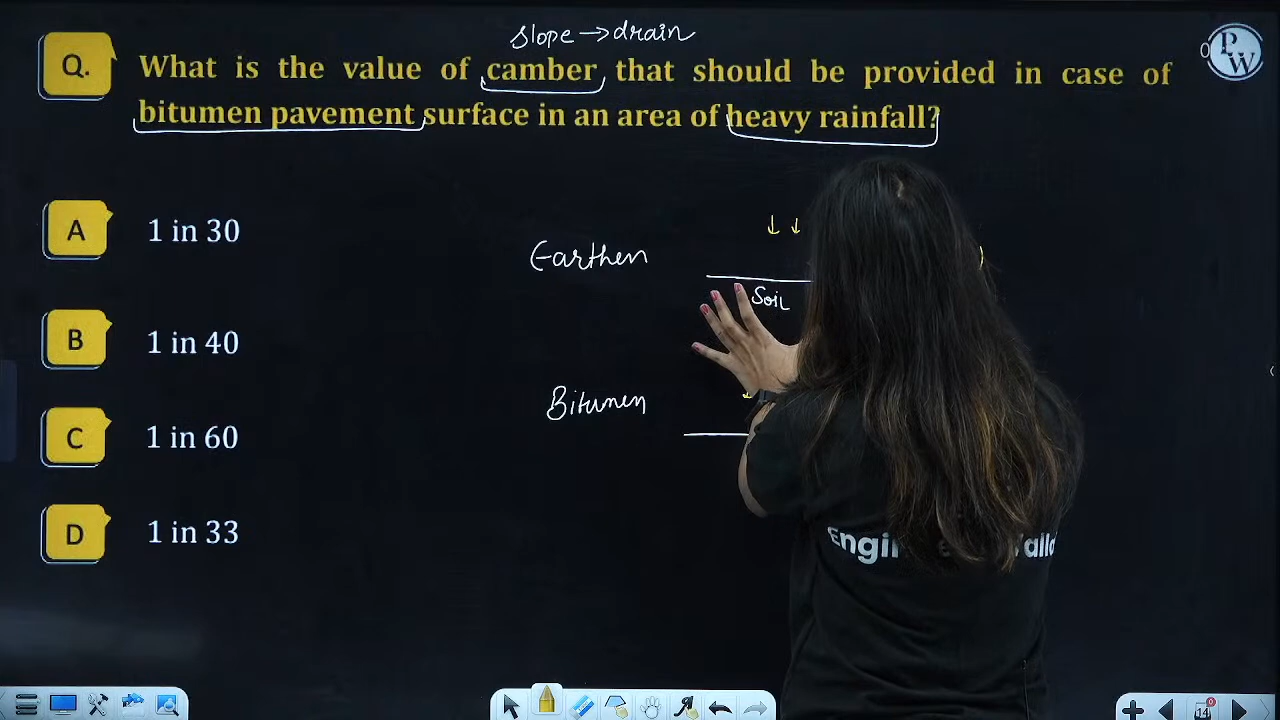 slope → drain
Q. What is the value of camber that should be provided in case of
bitumen pavement surface in an area of heavy rainfall?
PW
A 1 in 30
B 1 in 40
C 1 in 60
D 1 in 33
Earthen
Soil
Bitumen
14